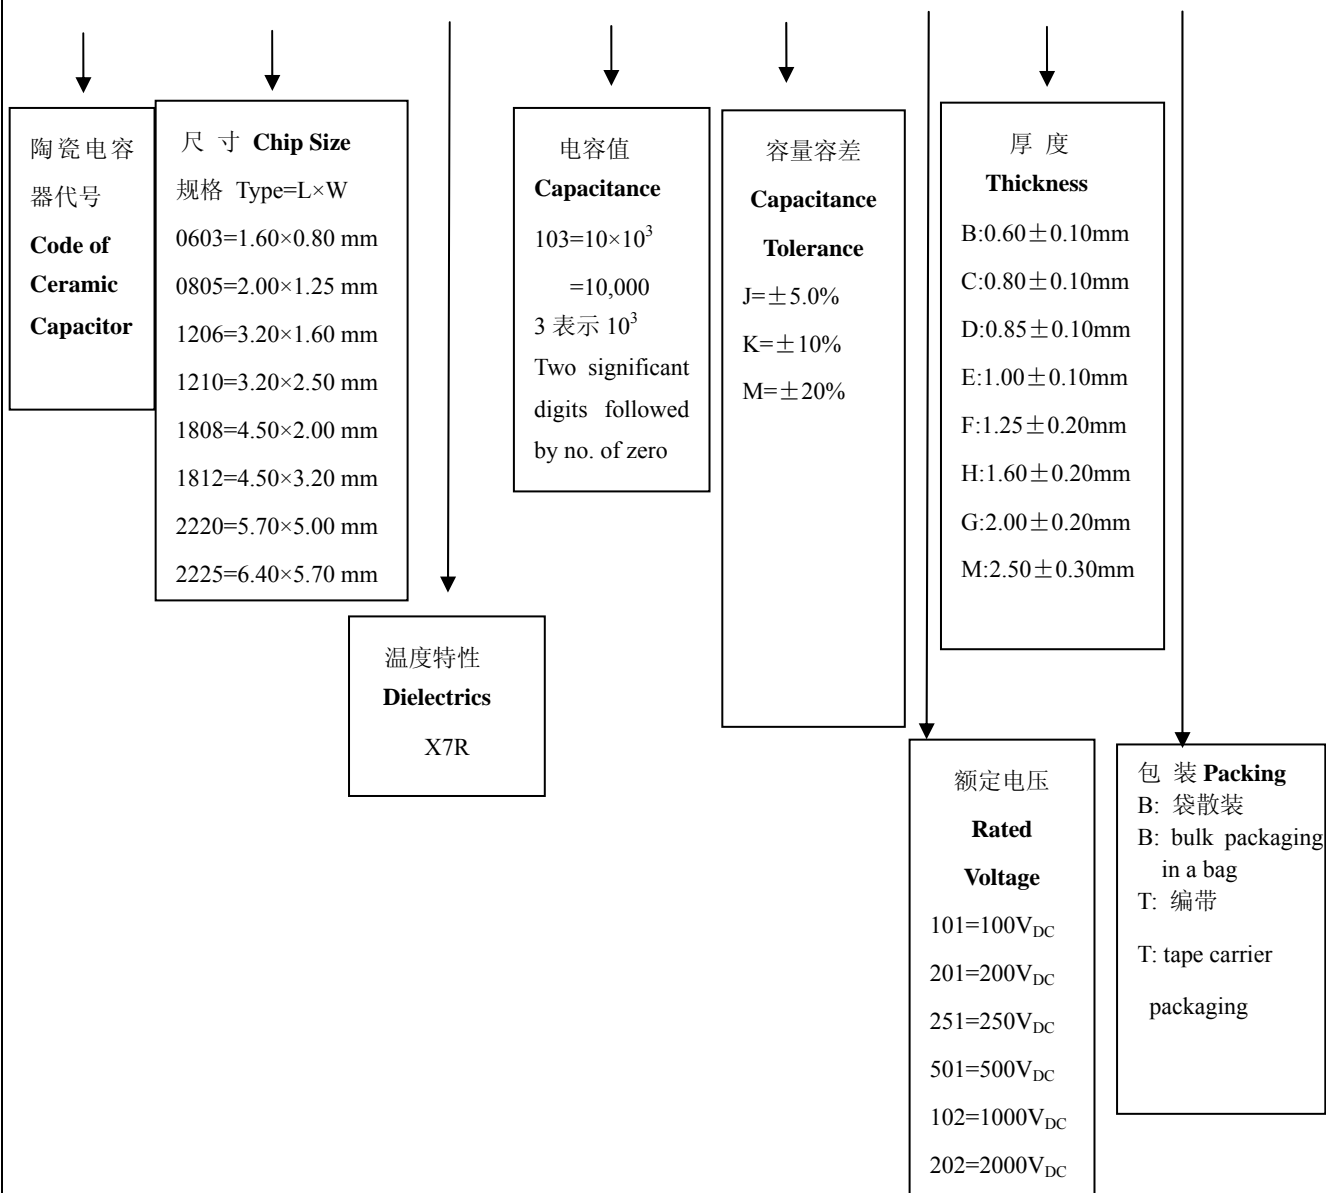 陶瓷电容
器代号
Code of
Ceramic
Capacitor
尺 寸 Chip Size
规格 Type=L×W
0603=1.60×0.80 mm
0805=2.00×1.25 mm
1206=3.20×1.60 mm
1210=3.20×2.50 mm
1808=4.50×2.00 mm
1812=4.50×3.20 mm
2220=5.70×5.00 mm
2225=6.40×5.70 mm
温度特性
Dielectrics
X7R
电容值
Capacitance
103=10×10³
=10,000
3 表示 10³
Two significant
digits followed
by no. of zero
容量容差
Capacitance
Tolerance
J=±5.0%
K=±10%
M=±20%
额定电压
Rated
Voltage
101=100V_DC
201=200V_DC
251=250V_DC
501=500V_DC
102=1000V_DC
202=2000V_DC
厚 度
Thickness
B:0.60±0.10mm
C:0.80±0.10mm
D:0.85±0.10mm
E:1.00±0.10mm
F:1.25±0.20mm
H:1.60±0.20mm
G:2.00±0.20mm
M:2.50±0.30mm
包 装 Packing
B: 袋散装
B: bulk packaging
in a bag
T: 编带
T: tape carrier
packaging